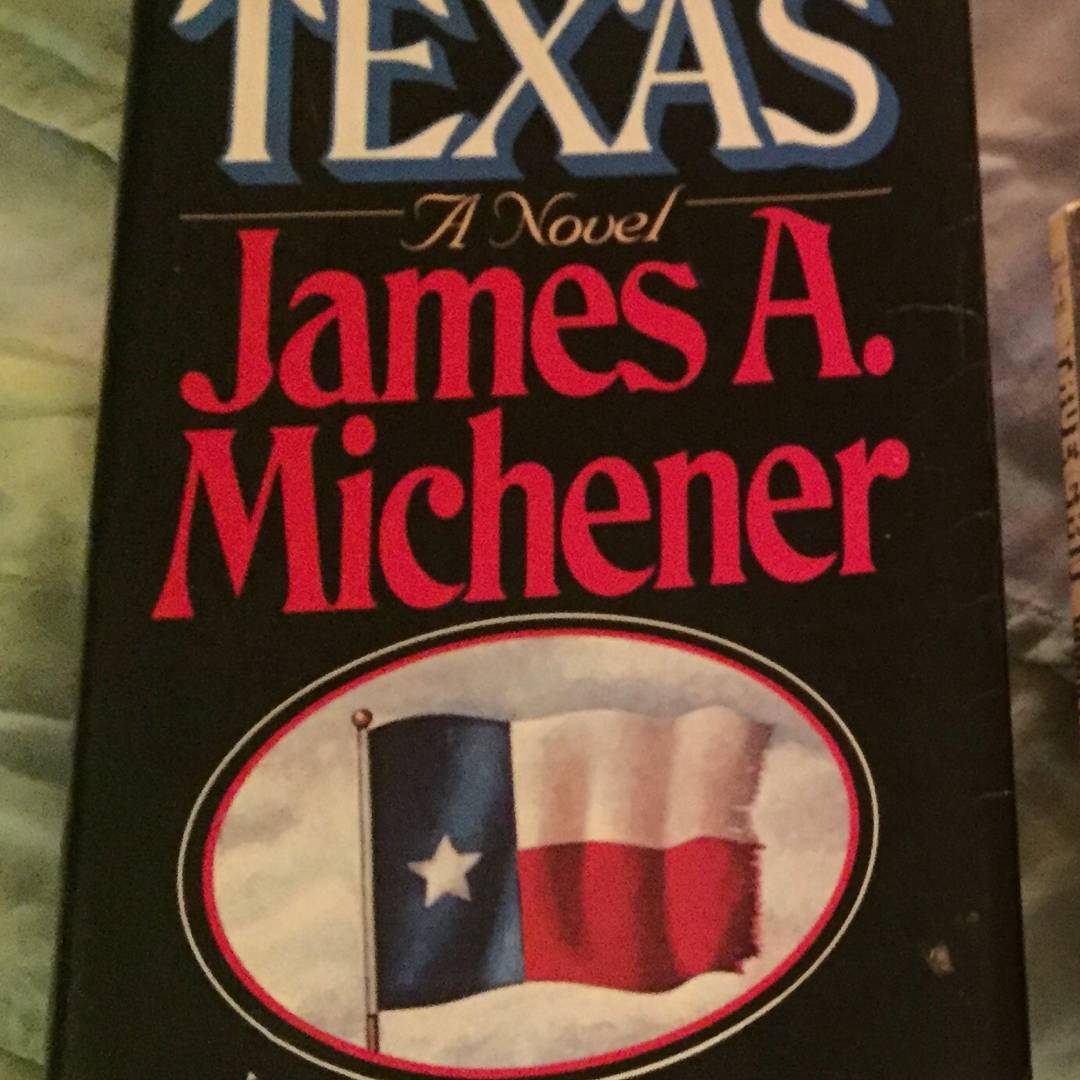 TEXAS
A Novel
James A.
Michener